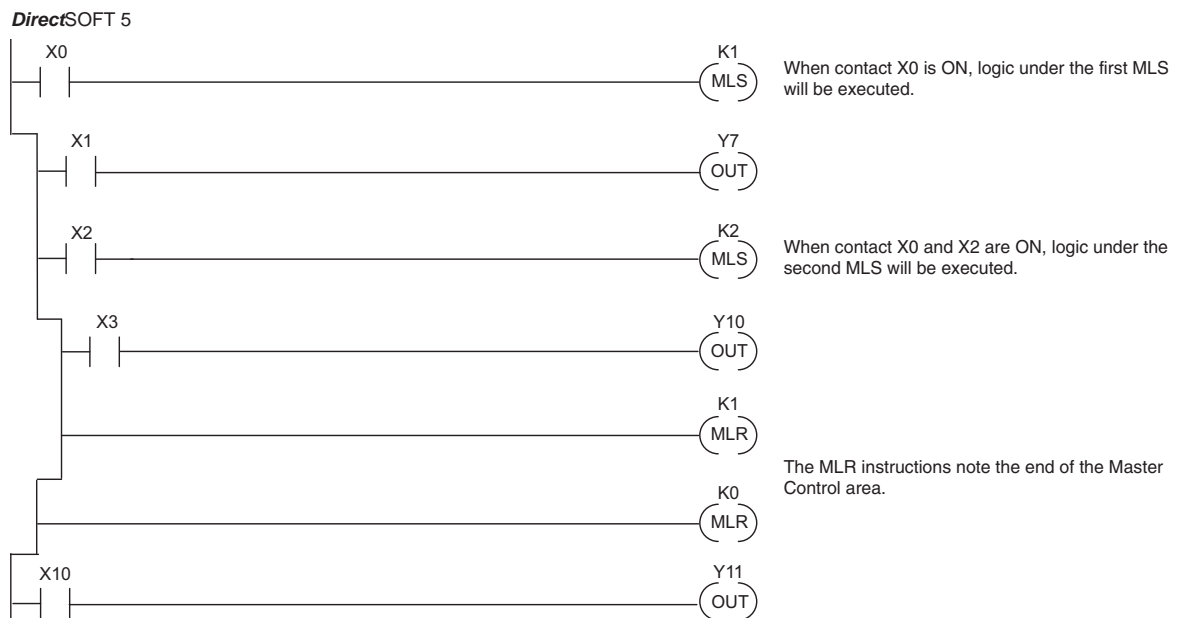 DirectSOFT 5
X0
K1
MLS
When contact X0 is ON, logic under the first MLS
will be executed.
X1
Y7
OUT
X2
K2
MLS
When contact X0 and X2 are ON, logic under the
second MLS will be executed.
X3
Y10
OUT
K1
MLR
The MLR instructions note the end of the Master
Control area.
K0
MLR
X10
Y11
OUT